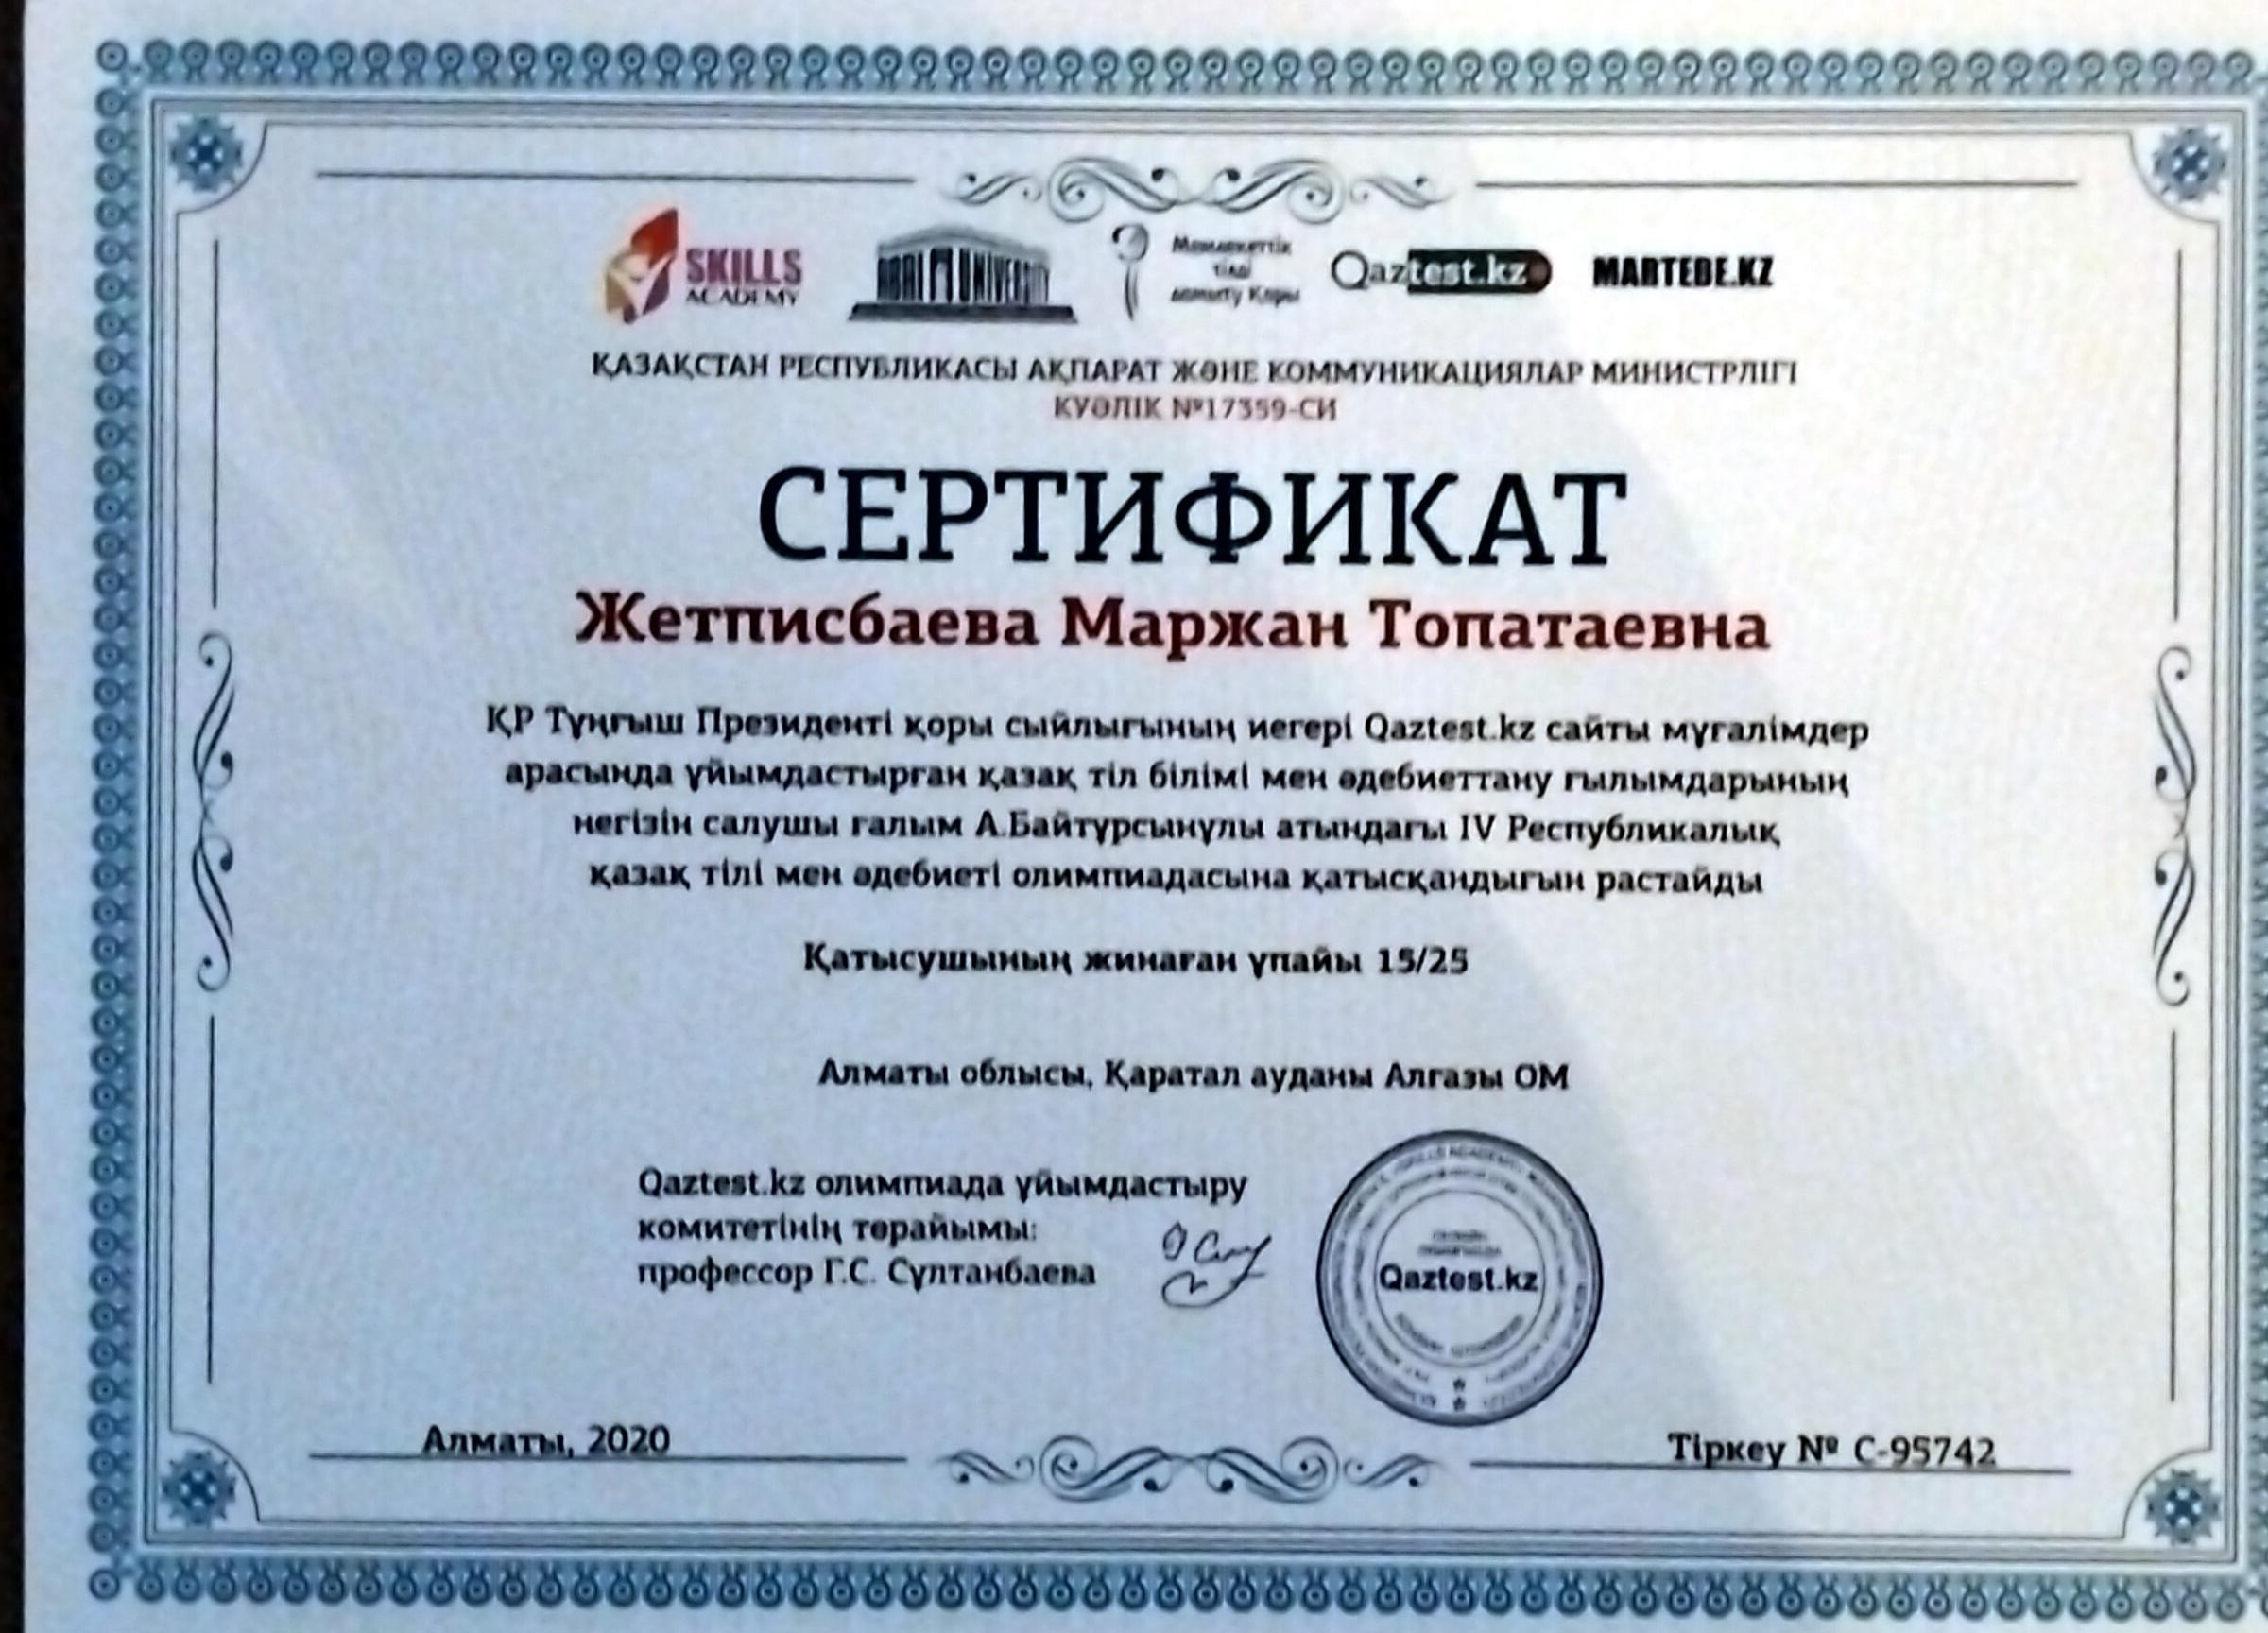 SKILLS
ACADEMY
ABAI UNIVERSITY
Мемлекеттік
тілді
дамыту Қоры
Qaztest.kz
MARTEBE.KZ
ҚАЗАҚСТАН РЕСПУБЛИКАСЫ АҚПАРАТ ЖӘНЕ КОММУНИКАЦИЯЛАР МИНИСТРЛІГІ
КУӘЛІК №17359-СИ
СЕРТИФИКАТ
Жетписбаева Маржан Топатаевна
ҚР Тұңғыш Президенті қоры сыйлығының иегері Qaztest.kz сайты мұғалімдер
арасында ұйымдастырған қазақ тіл білімі мен әдебиеттану ғылымдарының
негізін салушы ғалым А.Байтұрсынұлы атындағы IV Республикалық
қазақ тілі мен әдебиеті олимпиадасына қатысқандығын растайды
Қатысушының жинаған ұпайы 15/25
Алматы облысы, Қаратал ауданы Алғазы ОМ
Qaztest.kz олимпиада ұйымдастыру
комитетінің төрайымы:
профессор Г.С. Сұлтанбаева
Qaztest.kz
Алматы, 2020
Тіркеу № С-95742